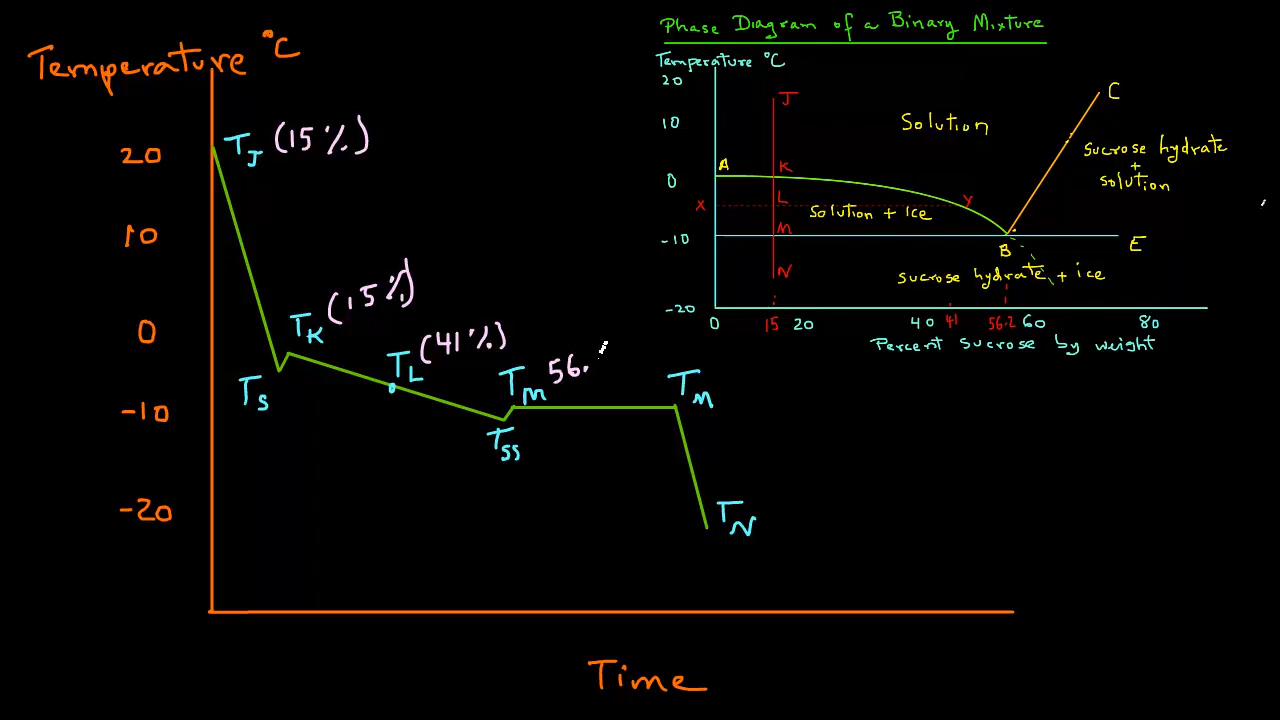 Phase Diagram of a Binary Mixture
Temperature °C
Temperature °C
20
10
0
-10
-20
A
J
K
L
M
N
X
Y
B
C
E
Solution
Solution + Ice
Sucrose hydrate
+
Solution
Sucrose hydrate + ice
0
15
20
40
41
56.2
60
80
Percent Sucrose by weight
20
10
0
-10
-20
TJ (15%)
TK (15%)
TS
TL (41%)
TM 56.
TSS
TM
TN
Time